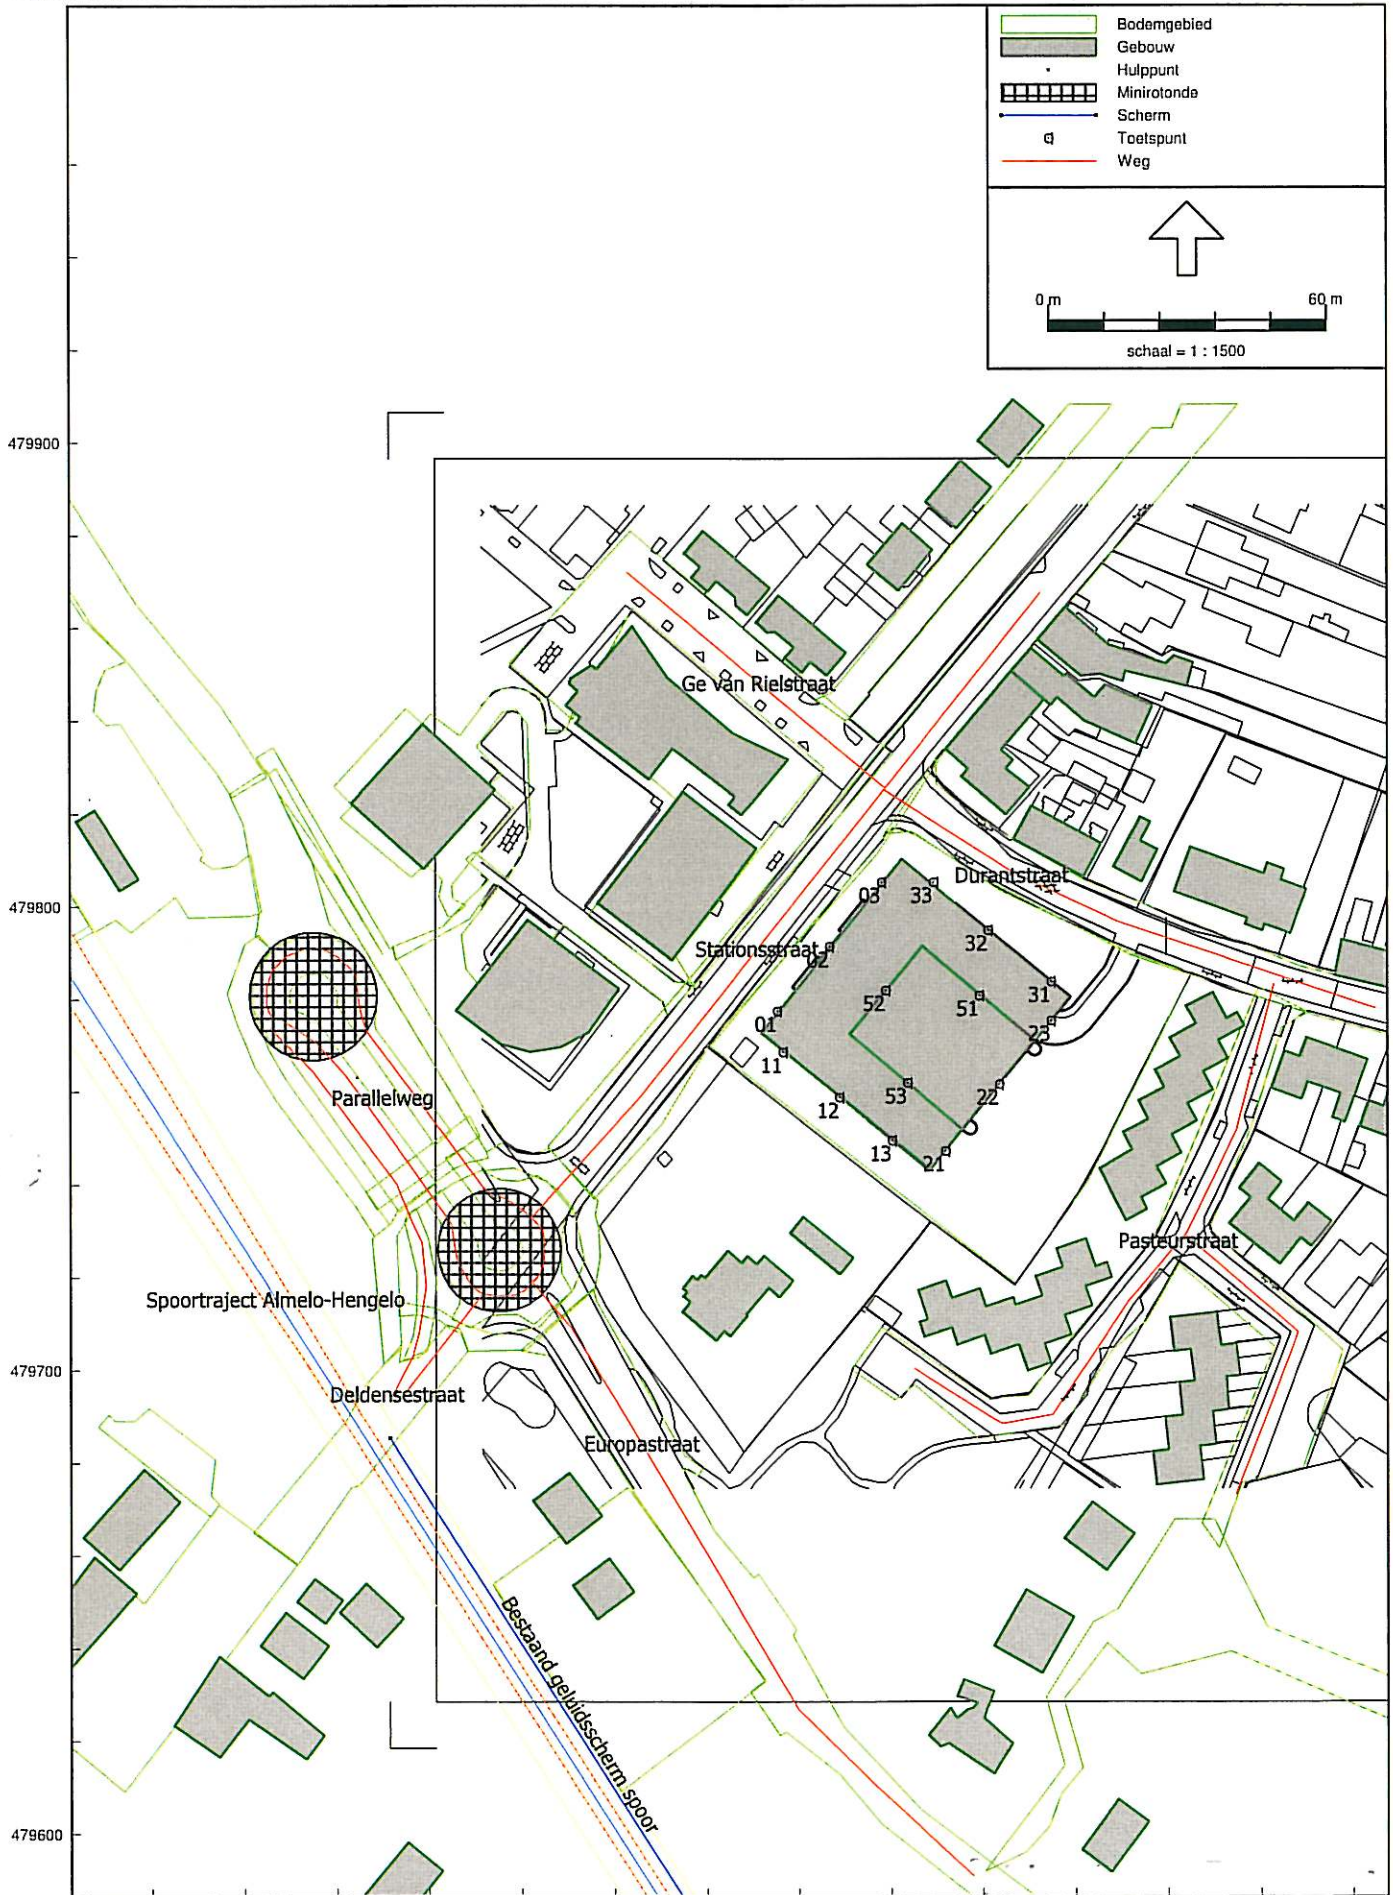 Bodemgebied
Gebouw
Hulppunt
Minirotonde
Scherm
Toetspunt
Weg
0 m
60 m
schaal = 1 : 1500
479900
Ge van Rielstraat
Durantstraat
03
33
479800
32
Stationsstraat
02
31
52
51
01
23
11
53
22
Parallelweg
12
13
21
Pasteurstraat
Spoortraject Almelo-Hengelo
479700
Deldensestraat
Europastraat
Bestaand geluidsscherm spoor
479600